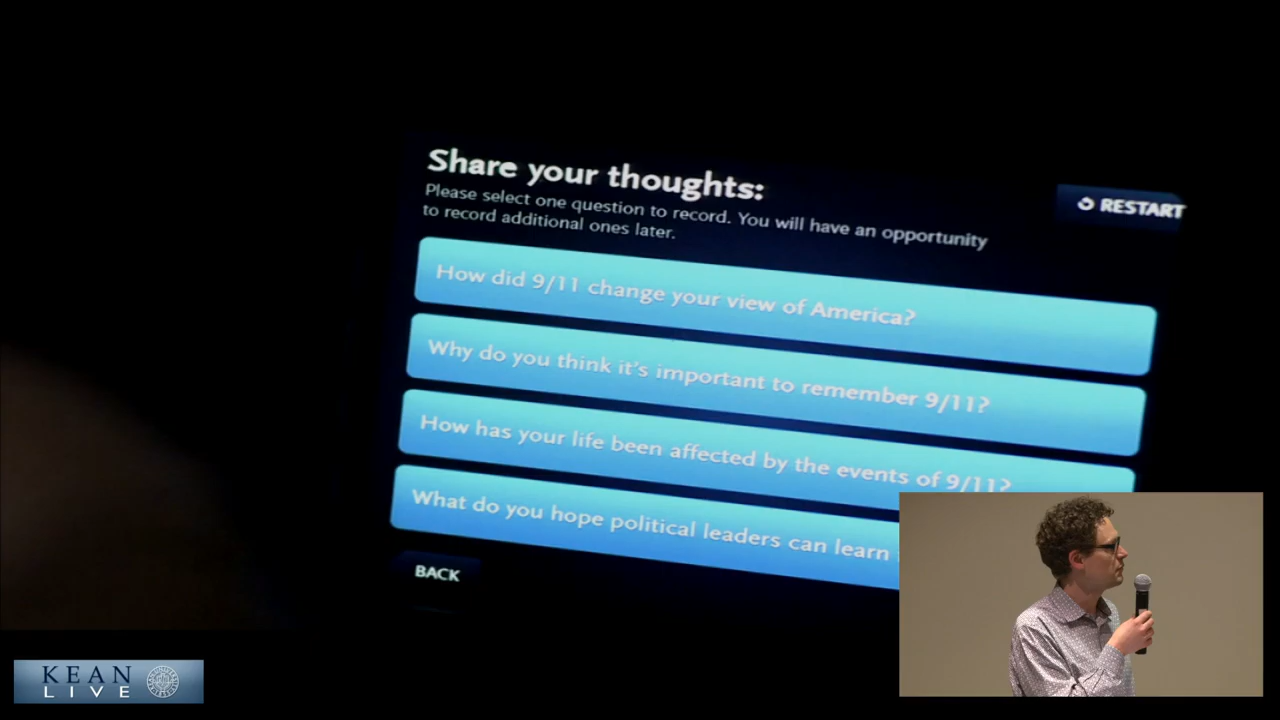 Share your thoughts:
Please select one question to record. You will have an opportunity
to record additional ones later.
RESTART
How did 9/11 change your view of America?
Why do you think it's important to remember 9/11?
How has your life been affected by the events of 9/11?
What do you hope political leaders can learn
BACK
KEAN
LIVE